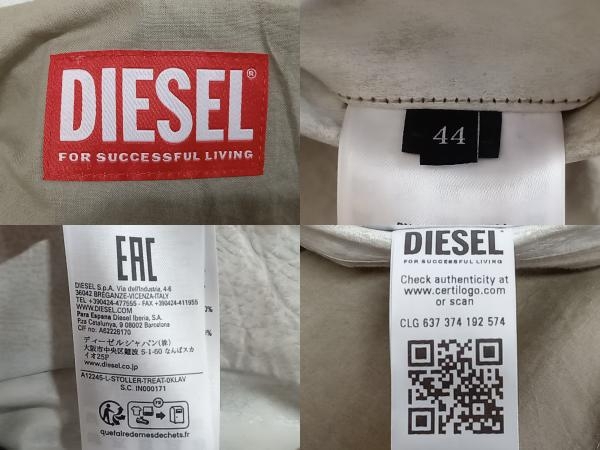 DIESEL®
FOR SUCCESSFUL LIVING
44
EAC
DIESEL S.p.A. Via dell'Industria, 4-6
36042 BREGANZE-VICENZA-ITALY
TEL +390424-477555 - FAX +390424-411955
WWW.DIESEL.COM
Para Espana Diesel Iberia, S.A.
Pza Catalunya, 9 08002 Barcelona
CIF no: A62226170
ディーゼルジャパン(株)
大阪市中央区難波 5-1-60 なんばスカ
イオ25F
www.diesel.co.jp
A12245-L-STOLLER-TREAT-0KLAV
S.C. IN000171
FR
quefairedemesdechets.fr
DIESEL
FOR SUCCESSFUL LIVING
Check authenticity at
www.certilogo.com
or scan
CLG 637 374 192 574